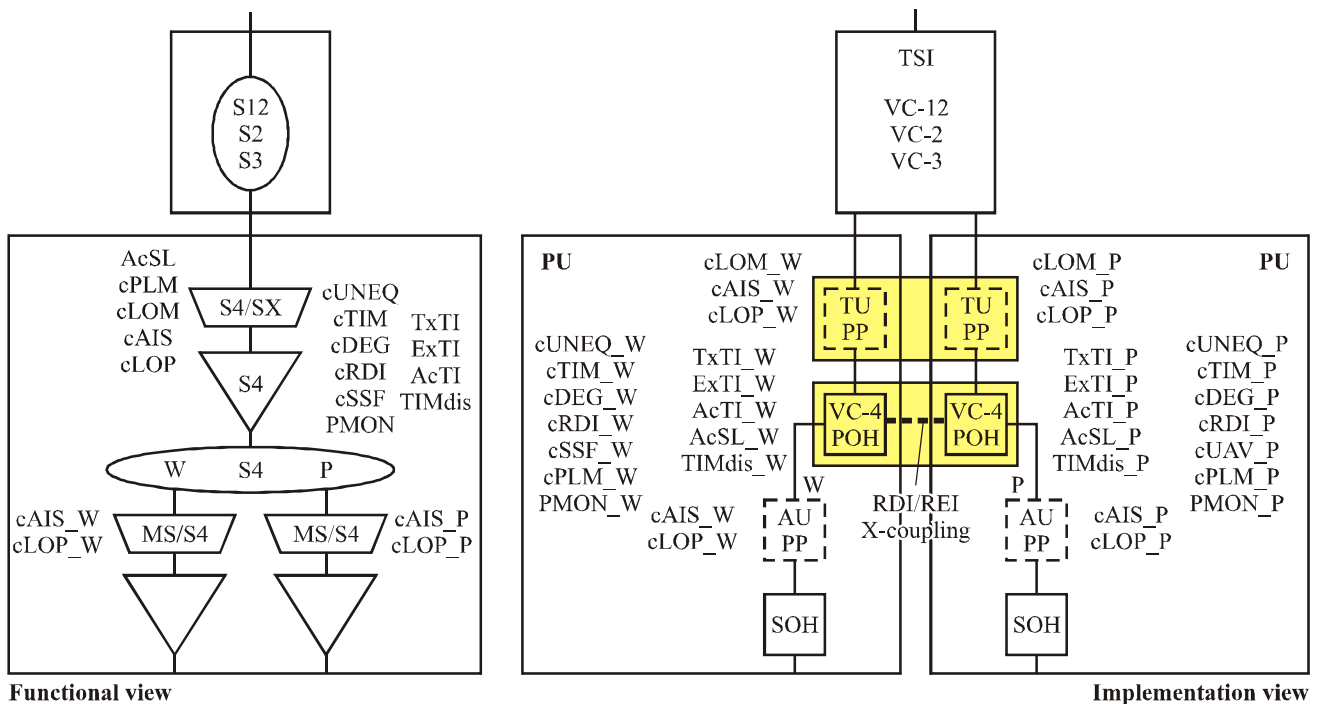 S12
S2
S3
AcSL
cPLM
cLOM
cAIS
cLOP
S4/SX
S4
cUNEQ
cTIM
cDEG
cRDI
cSSF
PMON
TxTI
ExTI
AcTI
TIMdis
W S4 P
cAIS_W
cLOP_W
MS/S4
MS/S4
cAIS_P
cLOP_P
Functional view
TSI
VC-12
VC-2
VC-3
PU
cLOM_W
cAIS_W
cLOP_W
TU
PP
TU
PP
cLOM_P
cAIS_P
cLOP_P
PU
cUNEQ_W
cTIM_W
cDEG_W
cRDI_W
cSSF_W
cPLM_W
PMON_W
TxTI_W
ExTI_W
AcTI_W
AcSL_W
TIMdis_W
VC-4
POH
VC-4
POH
TxTI_P
ExTI_P
AcTI_P
AcSL_P
TIMdis_P
cUNEQ_P
cTIM_P
cDEG_P
cRDI_P
cUAV_P
cPLM_P
PMON_P
W
RDI/REI
X-coupling
P
cAIS_W
cLOP_W
AU
PP
AU
PP
cAIS_P
cLOP_P
SOH
SOH
Implementation view